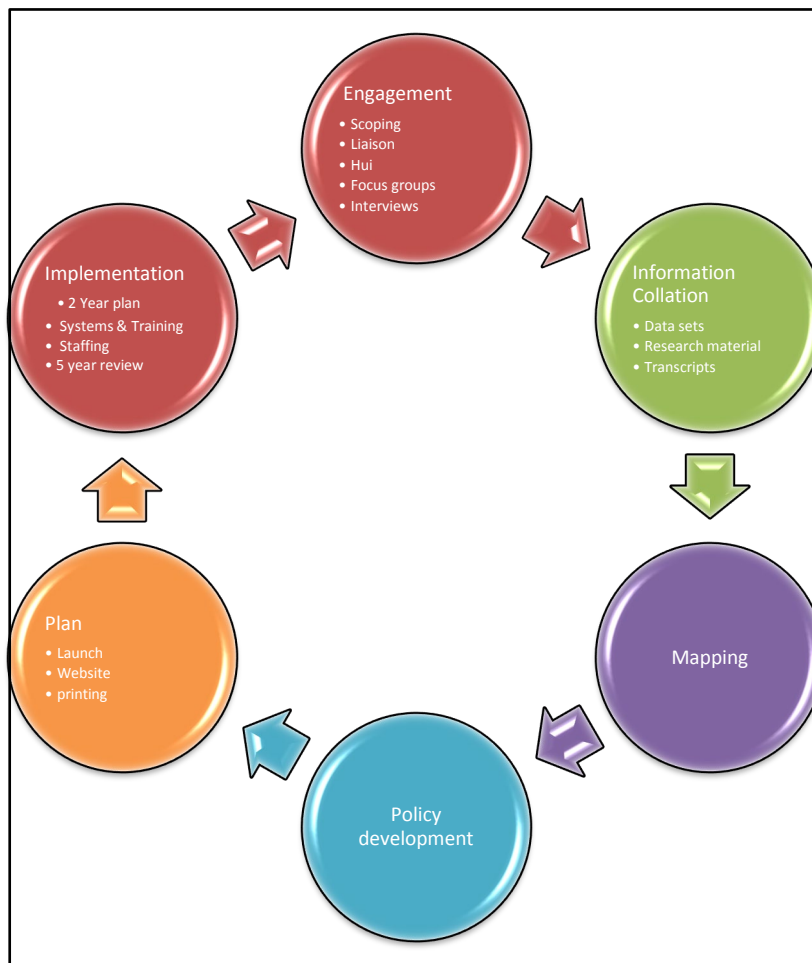 Engagement
• Scoping
• Liaison
• Hui
• Focus groups
• Interviews
Information
Collation
• Data sets
• Research material
• Transcripts
Mapping
Policy
development
Plan
• Launch
• Website
• printing
Implementation
• 2 Year plan
• Systems & Training
• Staffing
• 5 year review